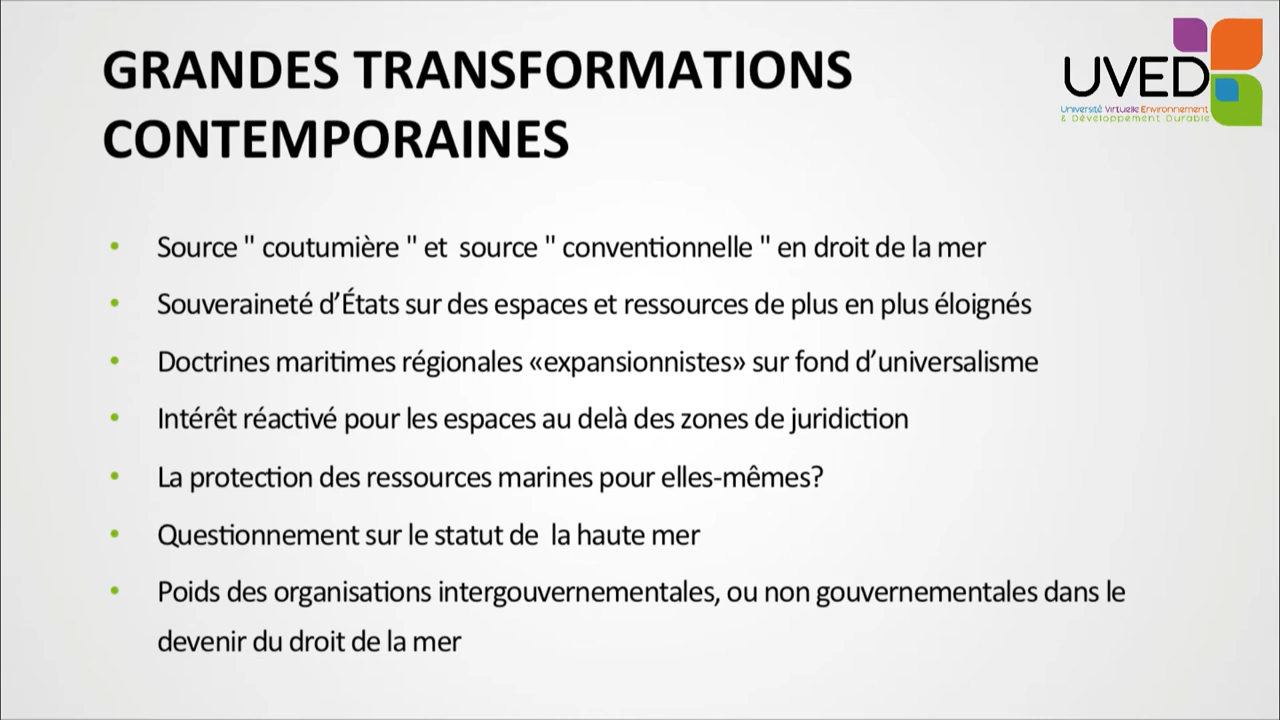 GRANDES TRANSFORMATIONS
CONTEMPORAINES
UVED
Université Virtuelle Environnement
& Développement Durable
• Source " coutumière " et  source " conventionnelle " en droit de la mer
• Souveraineté d’États sur des espaces et ressources de plus en plus éloignés
• Doctrines maritimes régionales «expansionnistes» sur fond d’universalisme
• Intérêt réactivé pour les espaces au delà des zones de juridiction
• La protection des ressources marines pour elles-mêmes?
• Questionnement sur le statut de  la haute mer
• Poids des organisations intergouvernementales, ou non gouvernementales dans le
devenir du droit de la mer